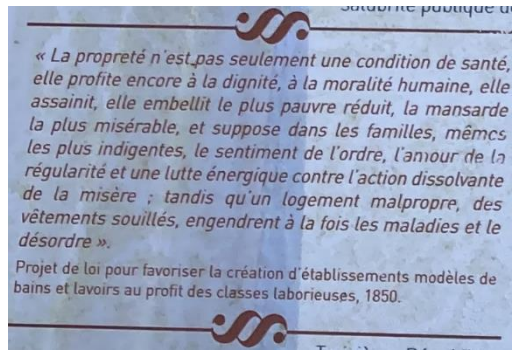 salubrité publique d
« La propreté n'est pas seulement une condition de santé,
elle profite encore à la dignité, à la moralité humaine, elle
assainit, elle embellit le plus pauvre réduit, la mansarde
la plus misérable, et suppose dans les familles, mêmes
les plus indigentes, le sentiment de l'ordre, l'amour de la
régularité et une lutte énergique contre l'action dissolvante
de la misère ; tandis qu'un logement malpropre, des
vêtements souillés, engendrent à la fois les maladies et le
désordre ».
Projet de loi pour favoriser la création d'établissements modèles de
bains et lavoirs au profit des classes laborieuses, 1850.